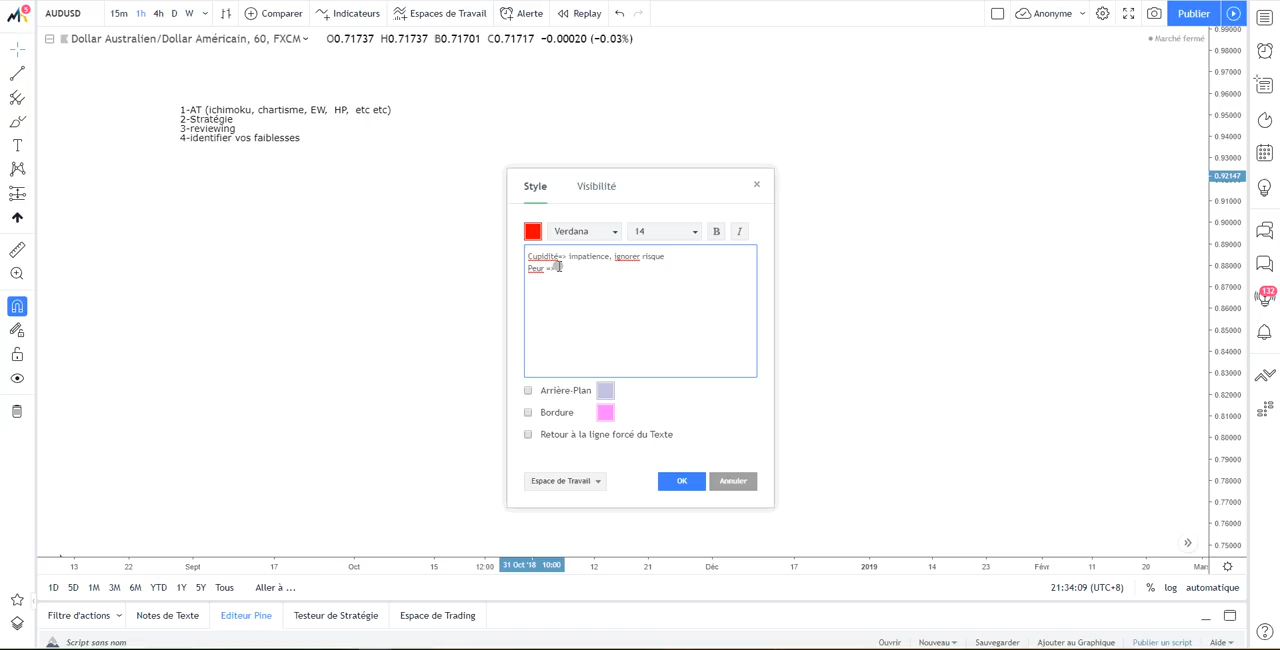 5
AUDUSD
15m 1h 4h D W
Comparer
Indicateurs
Espaces de Travail
Alerte
Replay
Anonyme
Publier
Dollar Australien/Dollar Américain, 60, FXCM
O0.71737 H0.71737 B0.71701 C0.71717 −0.00020 (−0.03%)
Marché fermé
1-AT (ichimoku, chartisme, EW, HP, etc etc)
2-Stratégie
3-reviewing
4-identifier vos faiblesses
Style
Visibilité
×
Verdana
14
B
I
Cupidité=> impatience, ignorer risque
Peur =>
Arrière-Plan
Bordure
Retour à la ligne forcé du Texte
Espace de Travail
OK
Annuler
0.99000
0.98000
0.97000
0.96000
0.95000
0.94000
0.93000
0.92147
0.91000
0.90000
0.89000
0.88000
0.87000
0.86000
0.85000
0.84000
0.83000
0.82000
0.81000
0.80000
0.79000
0.78000
0.77000
0.76000
0.75000
132
13 22 Sept 17 Oct 15 12:00 31 Oct '18 10:00 12 21 Déc 17 2019 14 23 Févr 11 20 Mar
1D 5D 1M 3M 6M YTD 1Y 5Y Tous
Aller à ...
21:34:09 (UTC+8)
% log automatique
Filtre d'actions
Notes de Texte
Editeur Pine
Testeur de Stratégie
Espace de Trading
Script sans nom
Ouvrir
Nouveau
Sauvegarder
Ajouter au Graphique
Publier un script
Aide